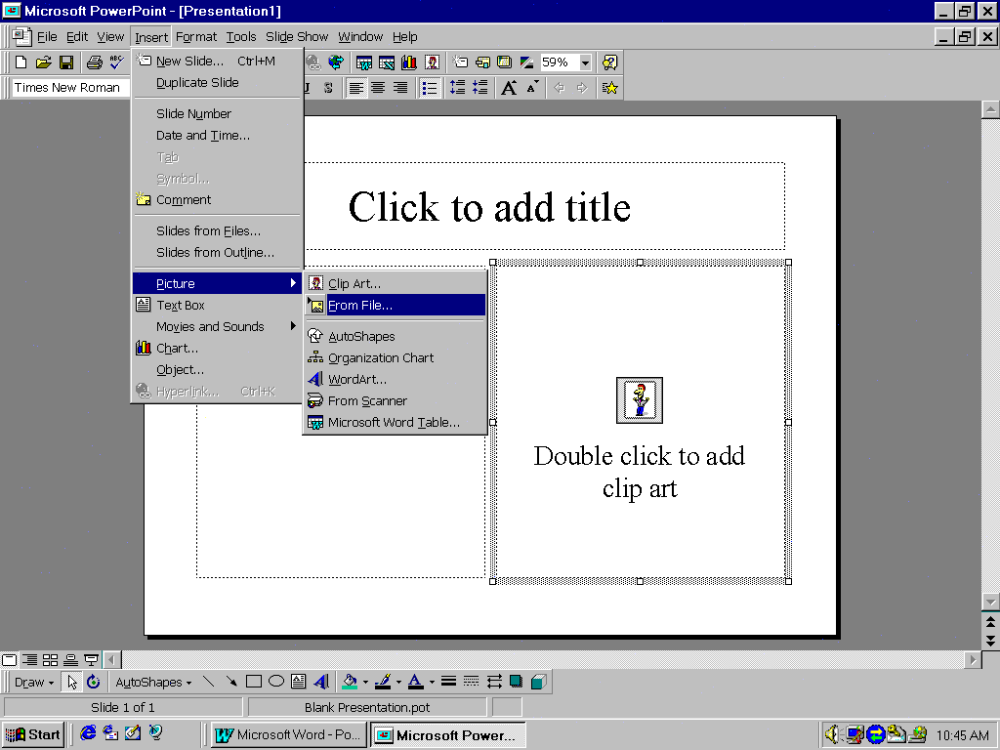 Microsoft PowerPoint - [Presentation1]
File Edit View Insert Format Tools Slide Show Window Help
59%
Times New Roman
New Slide... Ctrl+M
Duplicate Slide
Slide Number
Date and Time...
Tab
Symbol...
Comment
Slides from Files...
Slides from Outline...
Picture
Text Box
Movies and Sounds
Chart...
Object...
Hyperlink... Ctrl+K
Clip Art...
From File...
AutoShapes
Organization Chart
WordArt...
From Scanner
Microsoft Word Table...
Click to add title
Double click to add
clip art
Draw AutoShapes
Slide 1 of 1 Blank Presentation.pot
Start Microsoft Word - Po... Microsoft Power... 10:45 AM